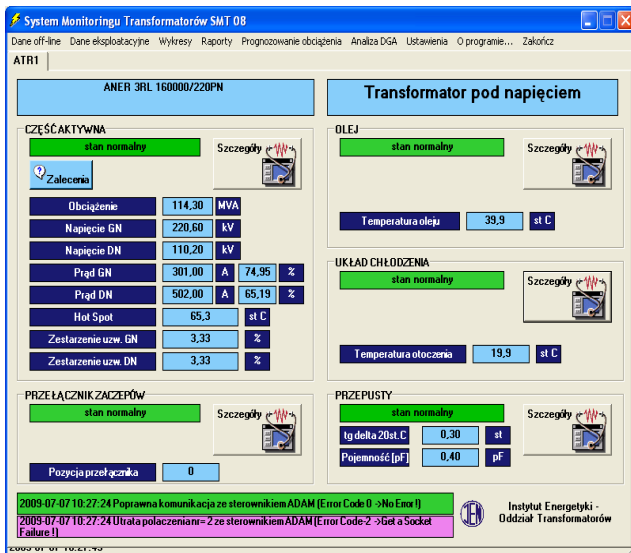 System Monitoringu Transformatorów SMT 08
Dane off-line Dane eksploatacyjne Wykresy Raporty Prognozowanie obciążenia Analiza DGA Ustawienia O programie... Zakończ
ATR1
ANER 3RL 160000/220PN
Transformator pod napięciem
CZĘŚĆ AKTYWNA
stan normalny
Szczegóły
Zalecenia
Obciążenie 114,30 MVA
Napięcie GN 220,60 kV
Napięcie DN 110,20 kV
Prąd GN 301,00 A 74,95 %
Prąd DN 502,00 A 65,19 %
Hot Spot 65,3 st C
Zestarzenie uzw. GN 3,33 %
Zestarzenie uzw. DN 3,33 %
OLEJ
stan normalny
Szczegóły
Temperatura oleju 39,9 st C
UKŁAD CHŁODZENIA
stan normalny
Szczegóły
Temperatura otoczenia 19,9 st C
PRZEŁĄCZNIK ZACZEPÓW
stan normalny
Szczegóły
Pozycja przełącznika 0
PRZEPUSTY
stan normalny
Szczegóły
tg delta 20st.C 0,30 st
Pojemność [pF] 0,40 pF
2009-07-07 10:27:24 Poprawna komunikacja ze sterownikiem ADAM (Error Code 0 ->No Error!)
2009-07-07 10:27:24 Utrata polaczenia nr= 2 ze sterownikiem ADAM (Error Code-2 ->Get a Socket
Failure !)
IEN
Instytut Energetyki -
Oddział Transformatorów